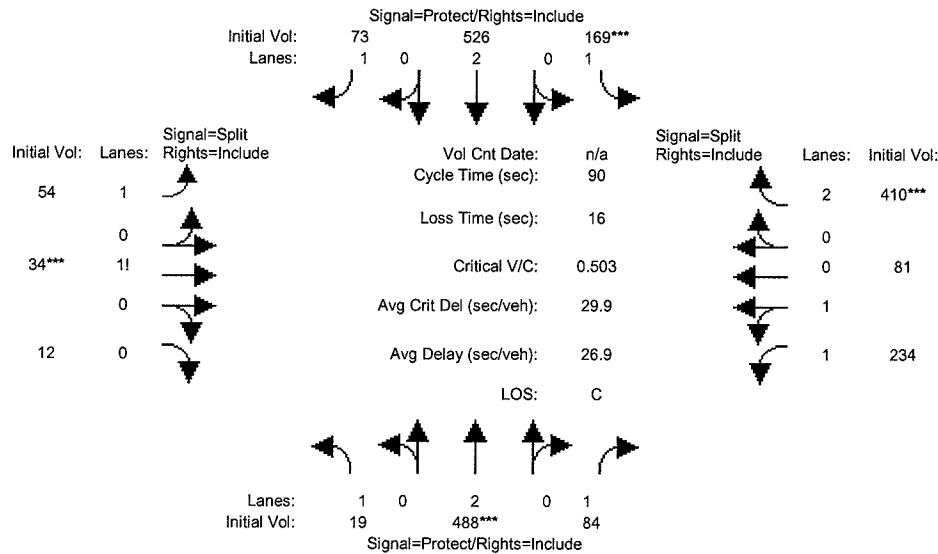 Signal=Protect/Rights=Include
Initial Vol: 73 526 169***
Lanes: 1 0 2 0 1
Signal=Split
Initial Vol: Lanes: Rights=Include
Vol Cnt Date: n/a
Signal=Split
Rights=Include Lanes: Initial Vol:
Cycle Time (sec): 90
54 1
2 410***
Loss Time (sec): 16
0
0
34*** 1!
Critical V/C: 0.503
0 81
0
Avg Crit Del (sec/veh): 29.9
1
12 0
Avg Delay (sec/veh): 26.9
1 234
LOS: C
Lanes: 1 0 2 0 1
Initial Vol: 19 488*** 84
Signal=Protect/Rights=Include